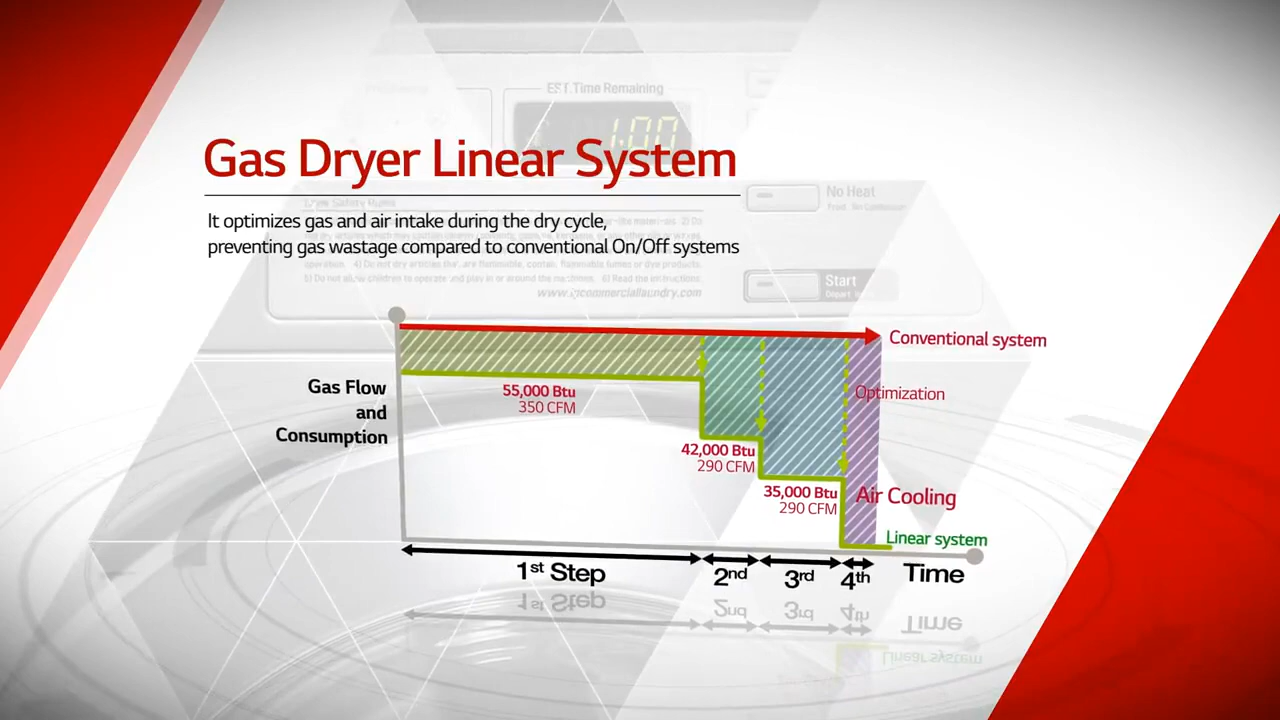 EST. Time Remaining
1.00
Gas Dryer Linear System
No Heat
It optimizes gas and air intake during the dry cycle,
preventing gas wastage compared to conventional On/Off systems
Start
Conventional system
Gas Flow
and
Consumption
55,000 Btu
350 CFM
Optimization
42,000 Btu
290 CFM
35,000 Btu
290 CFM
Air Cooling
Linear system
1st Step
2nd
3rd
4th
Time